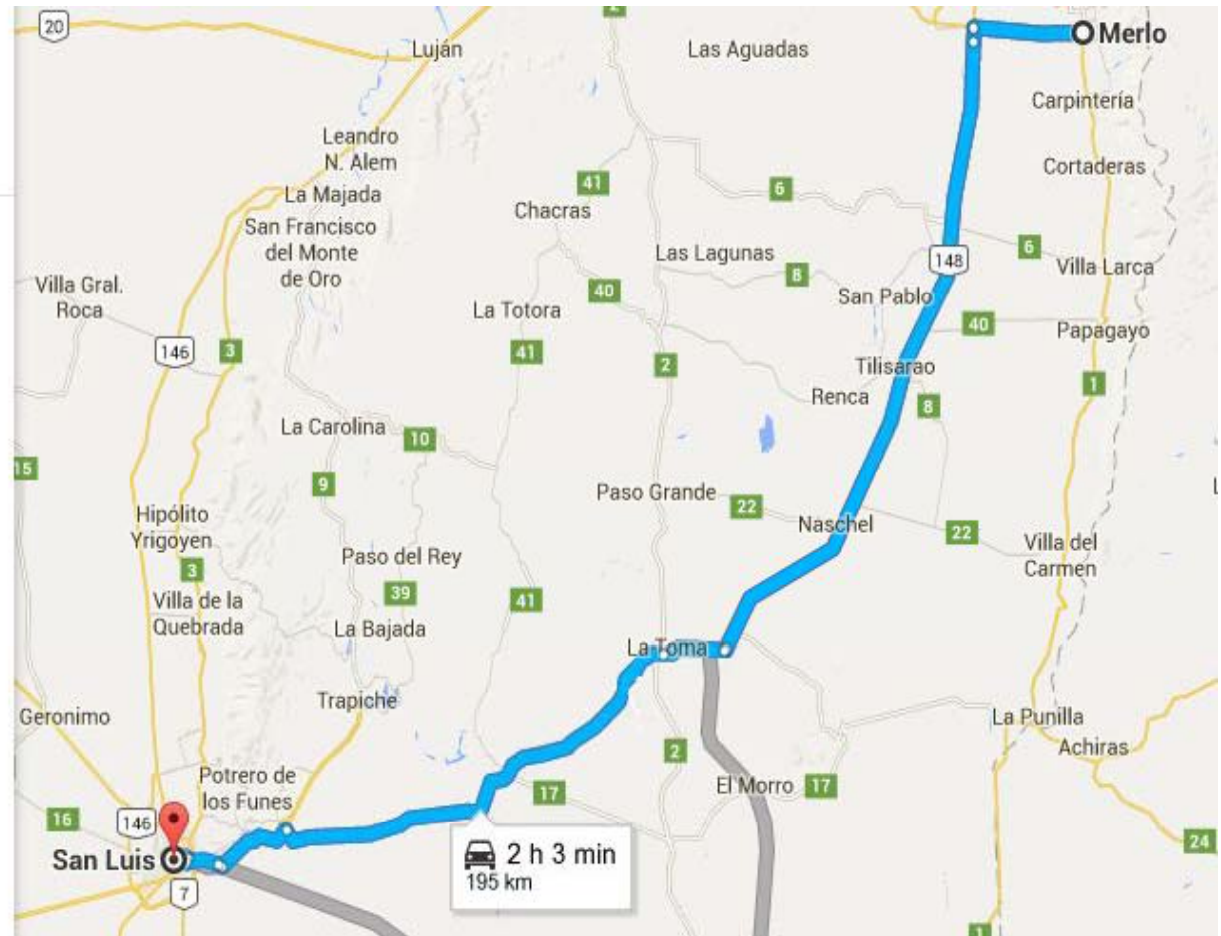 2
20
Merlo
Luján
Las Aguadas
Carpintería
Leandro
N. Alem
Cortaderas
41
6
La Majada
Chacras
San Francisco
del Monte
de Oro
6
Las Lagunas
148
Villa Larca
8
Villa Gral.
Roca
40
San Pablo
La Totora
40
Papagayo
146
3
41
2
Tilisarao
1
Renca
8
La Carolina
10
15
9
Paso Grande
22
Hipólito
Yrigoyen
Naschel
22
Villa del
Carmen
Paso del Rey
3
39
41
Villa de la
Quebrada
La Bajada
La Toma
Trapiche
Geronimo
La Punilla
Achiras
2
Potrero de
los Funes
17
El Morro
17
16
146
24
San Luis
2 h 3 min
195 km
7
1